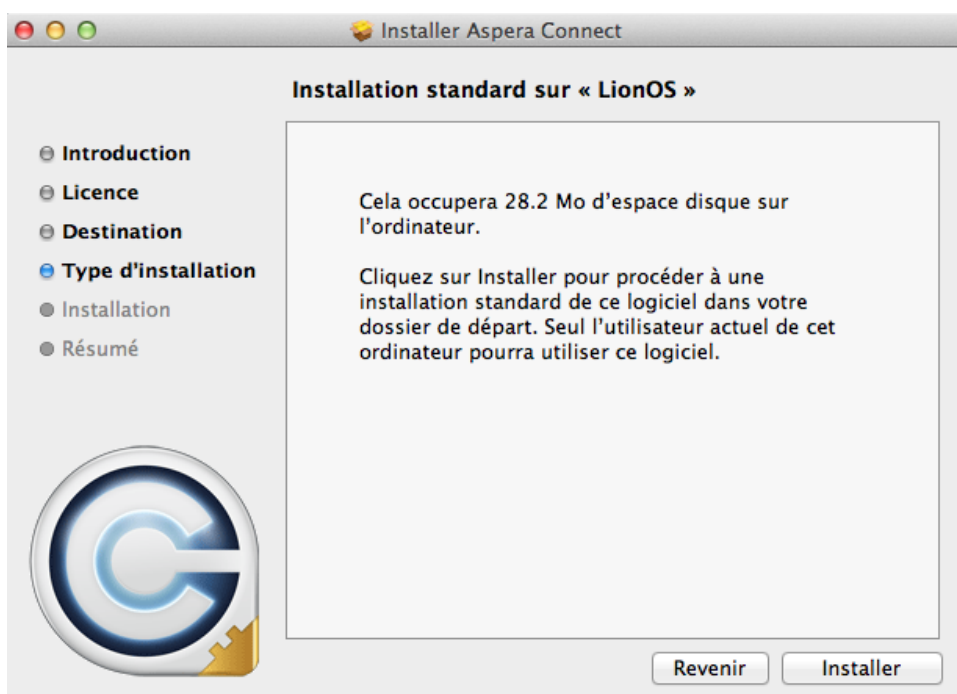 Installer Aspera Connect
Installation standard sur « LionOS »
Introduction
Licence
Destination
Type d'installation
Installation
Résumé
Cela occupera 28.2 Mo d’espace disque sur
l’ordinateur.
Cliquez sur Installer pour procéder à une
installation standard de ce logiciel dans votre
dossier de départ. Seul l’utilisateur actuel de cet
ordinateur pourra utiliser ce logiciel.
Revenir
Installer